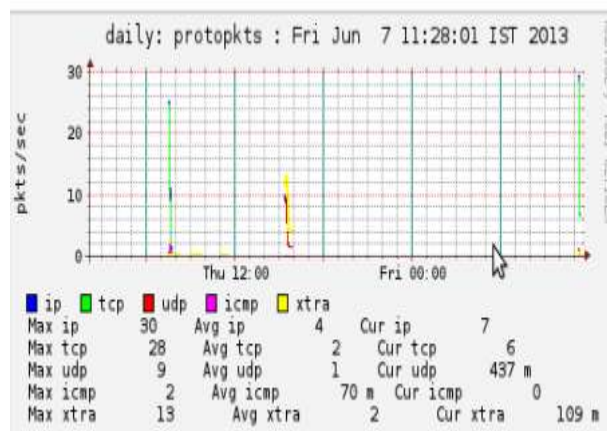 daily: protopkts : Fri Jun 7 11:28:01 IST 2013
pkts/sec
30
20
10
0
Thu 12:00 Fri 00:00
ip tcp udp icmp xtra
Max ip 30 Avg ip 4 Cur ip 7
Max tcp 28 Avg tcp 2 Cur tcp 6
Max udp 9 Avg udp 1 Cur udp 437 m
Max icmp 2 Avg icmp 70 m Cur icmp 0
Max xtra 13 Avg xtra 2 Cur xtra 109 m